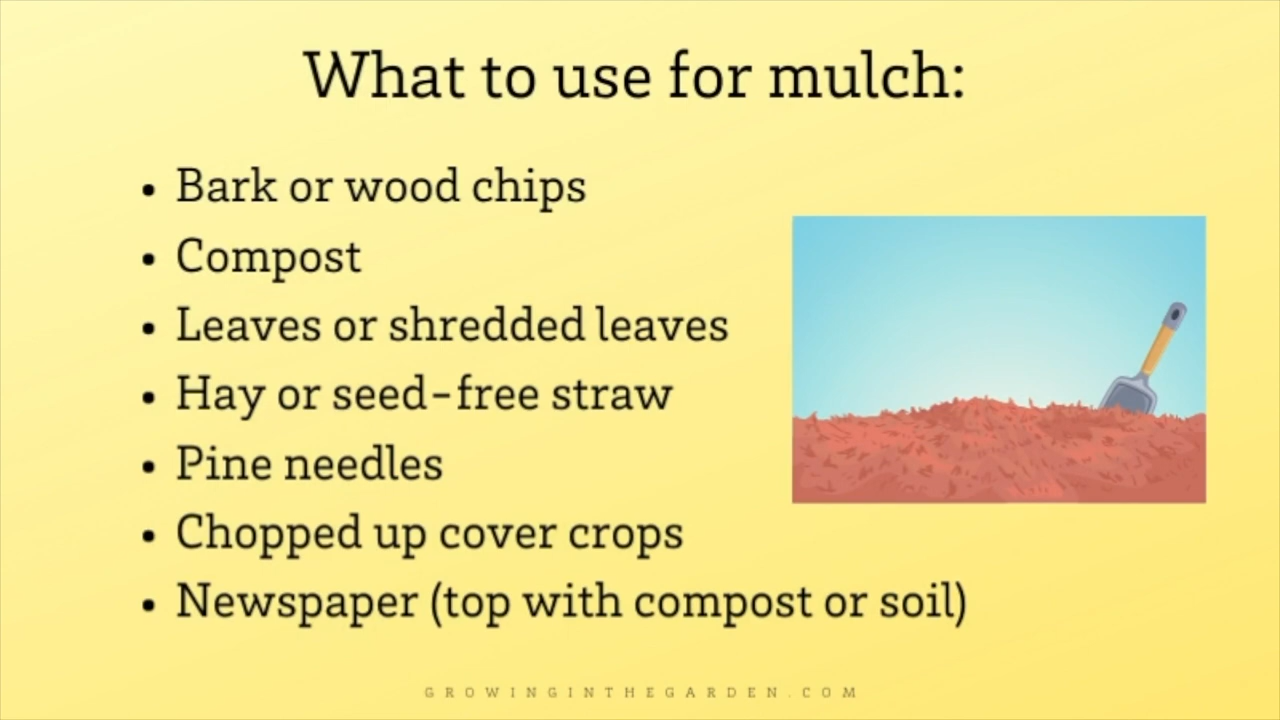 What to use for mulch:
• Bark or wood chips
• Compost
• Leaves or shredded leaves
• Hay or seed-free straw
• Pine needles
• Chopped up cover crops
• Newspaper (top with compost or soil)
GROWINGINTHEGARDEN.COM